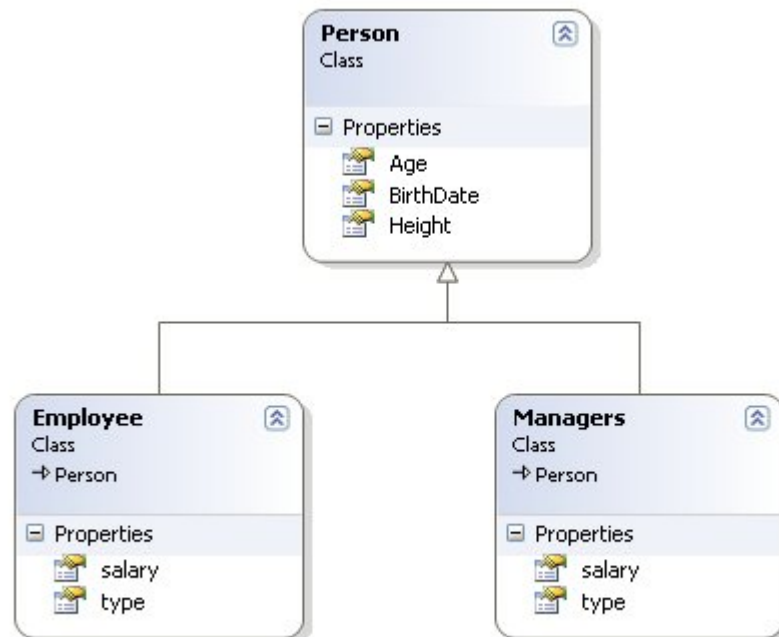 Person
Class
Properties
Age
BirthDate
Height
Employee
Class
Person
Properties
salary
type
Managers
Class
Person
Properties
salary
type